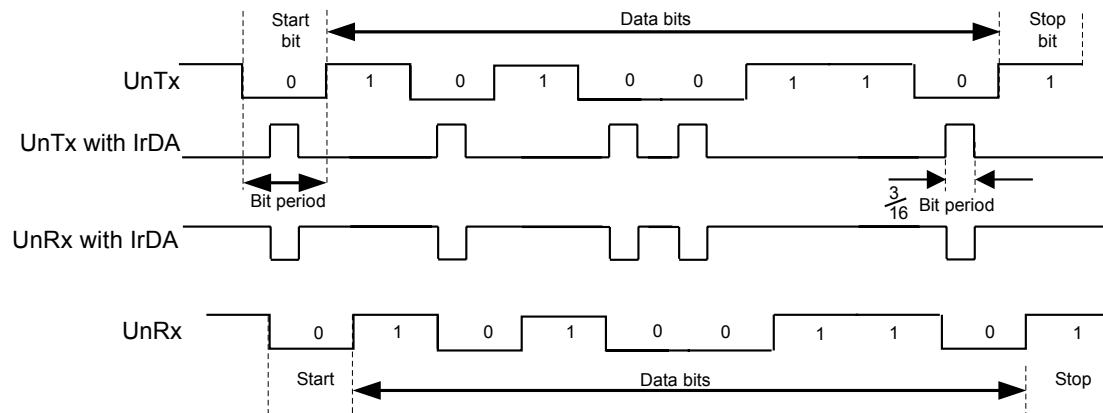 Start
bit
Data bits
Stop
bit
UnTx
0 1 0 1 0 0 1 1 0 1
UnTx with IrDA
Bit period
3/16 Bit period
UnRx with IrDA
UnRx
0 1 0 1 0 0 1 1 0 1
Start
Data bits
Stop